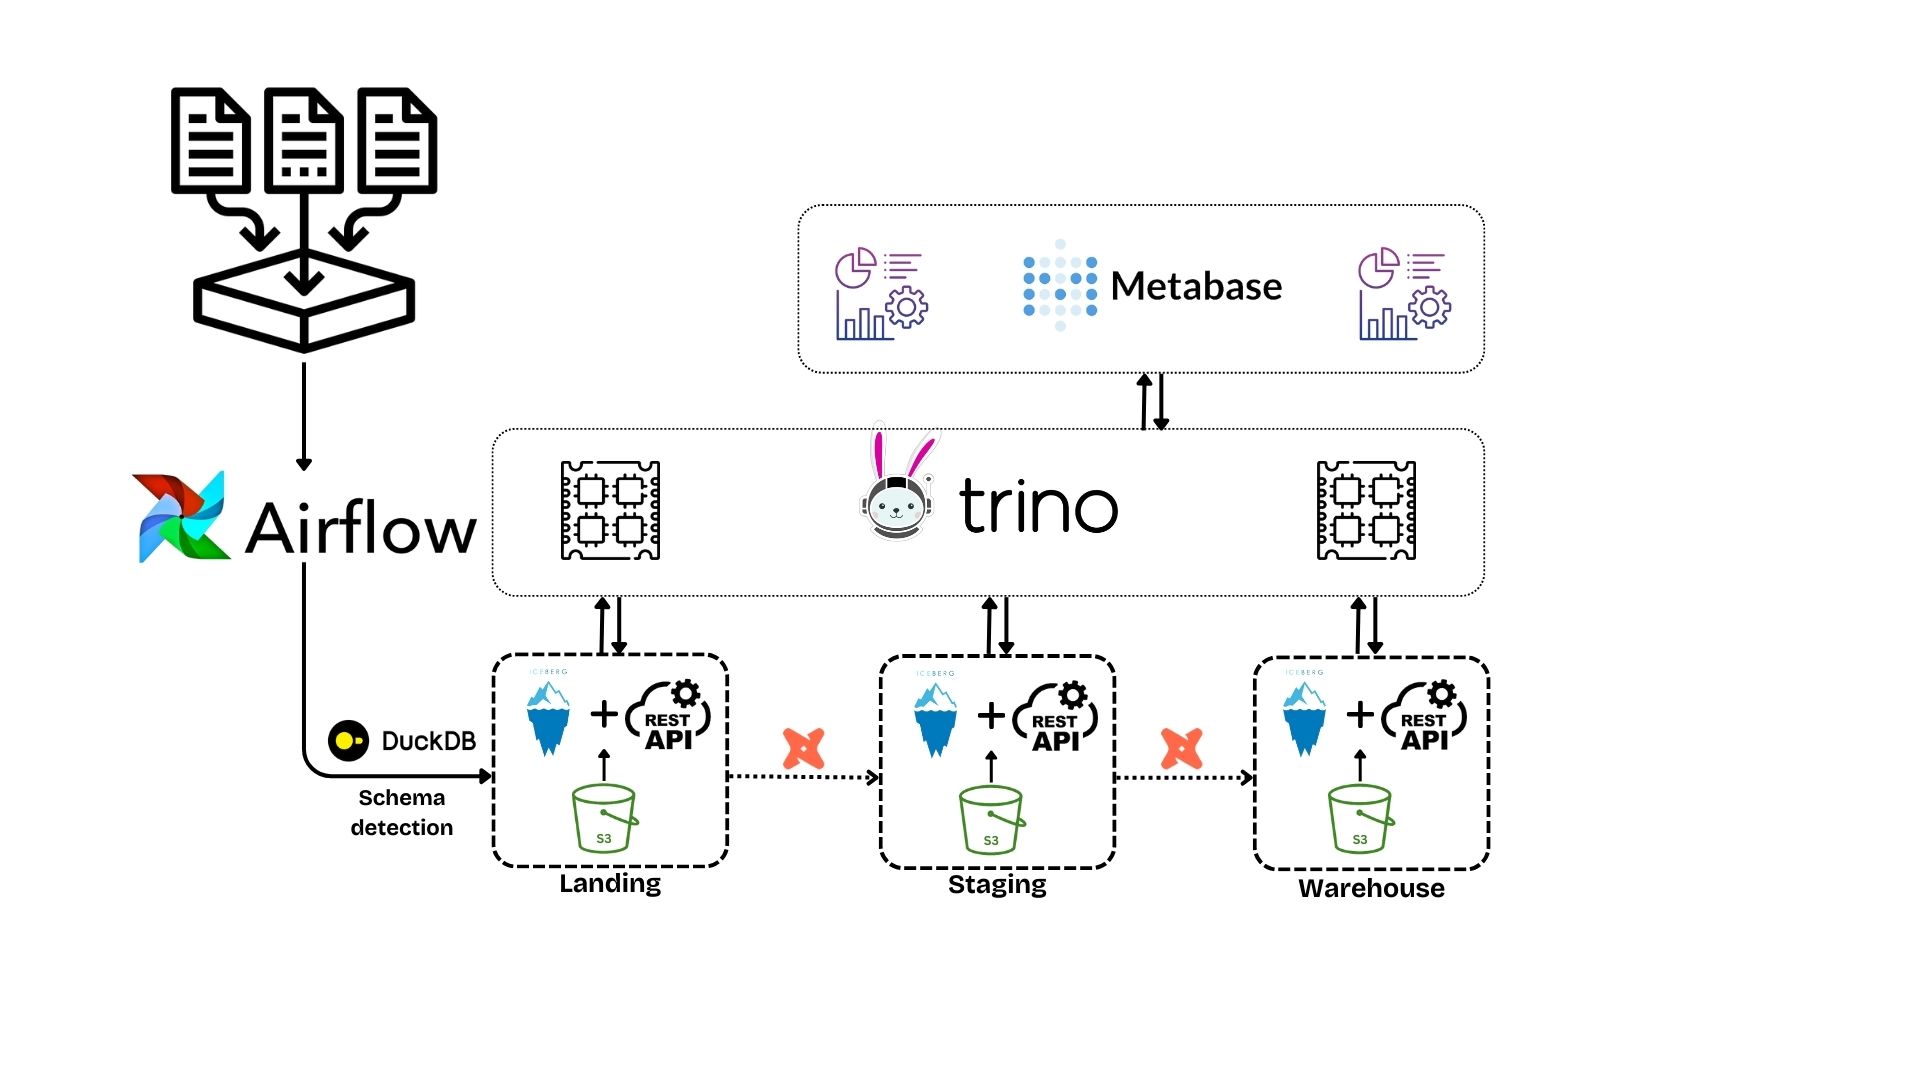 Metabase
trino
Airflow
ICEBERG
REST
API
ICEBERG
REST
API
ICEBERG
REST
API
DuckDB
Schema
detection
S3
S3
S3
Landing
Staging
Warehouse